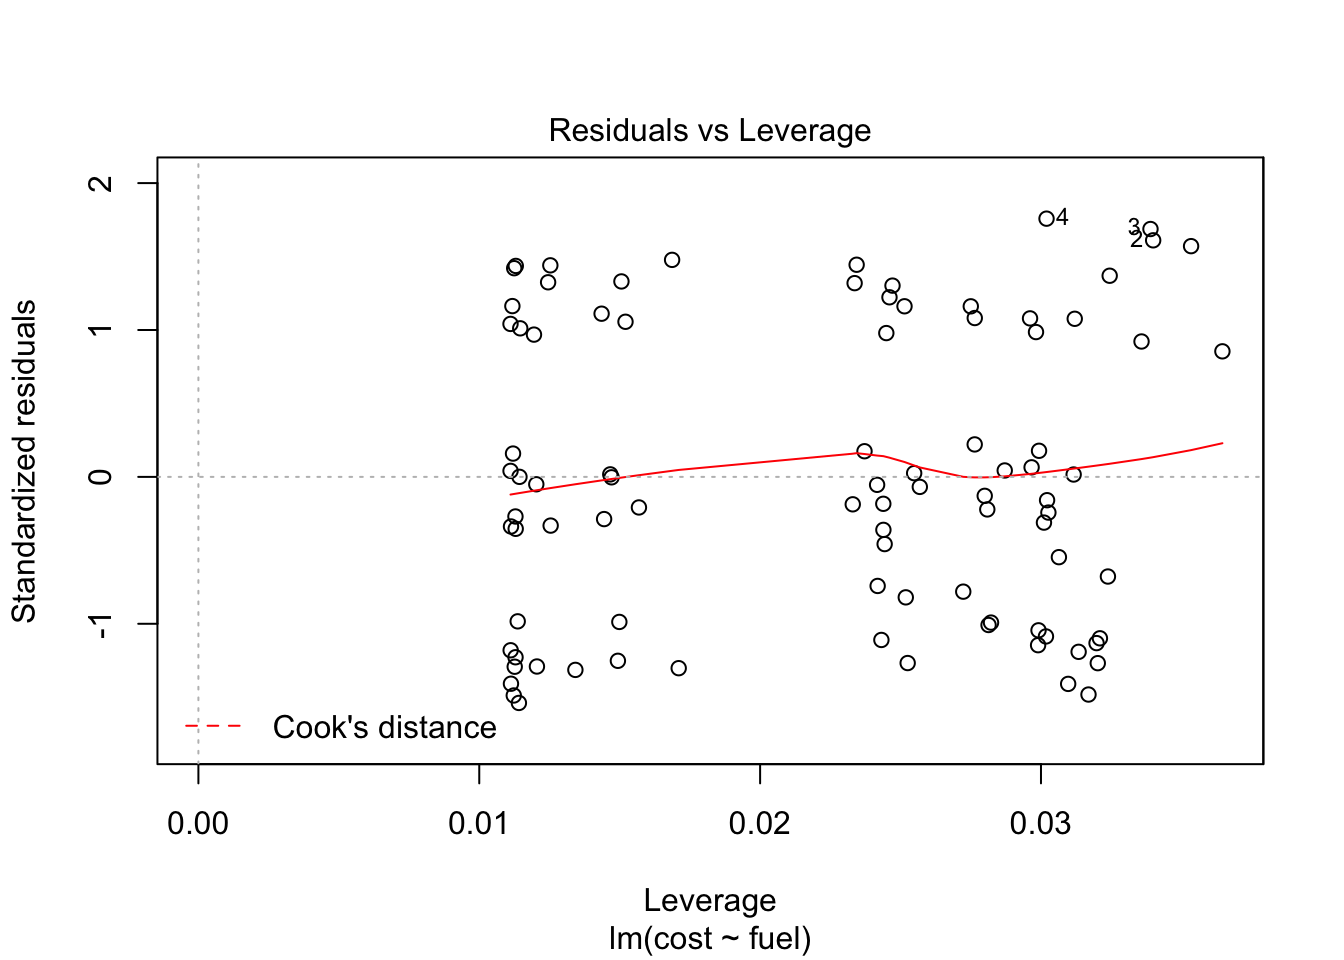 Residuals vs Leverage
Standardized residuals
2
1
0
-1
4
3
2
Cook's distance
0.00 0.01 0.02 0.03
Leverage
lm(cost ~ fuel)